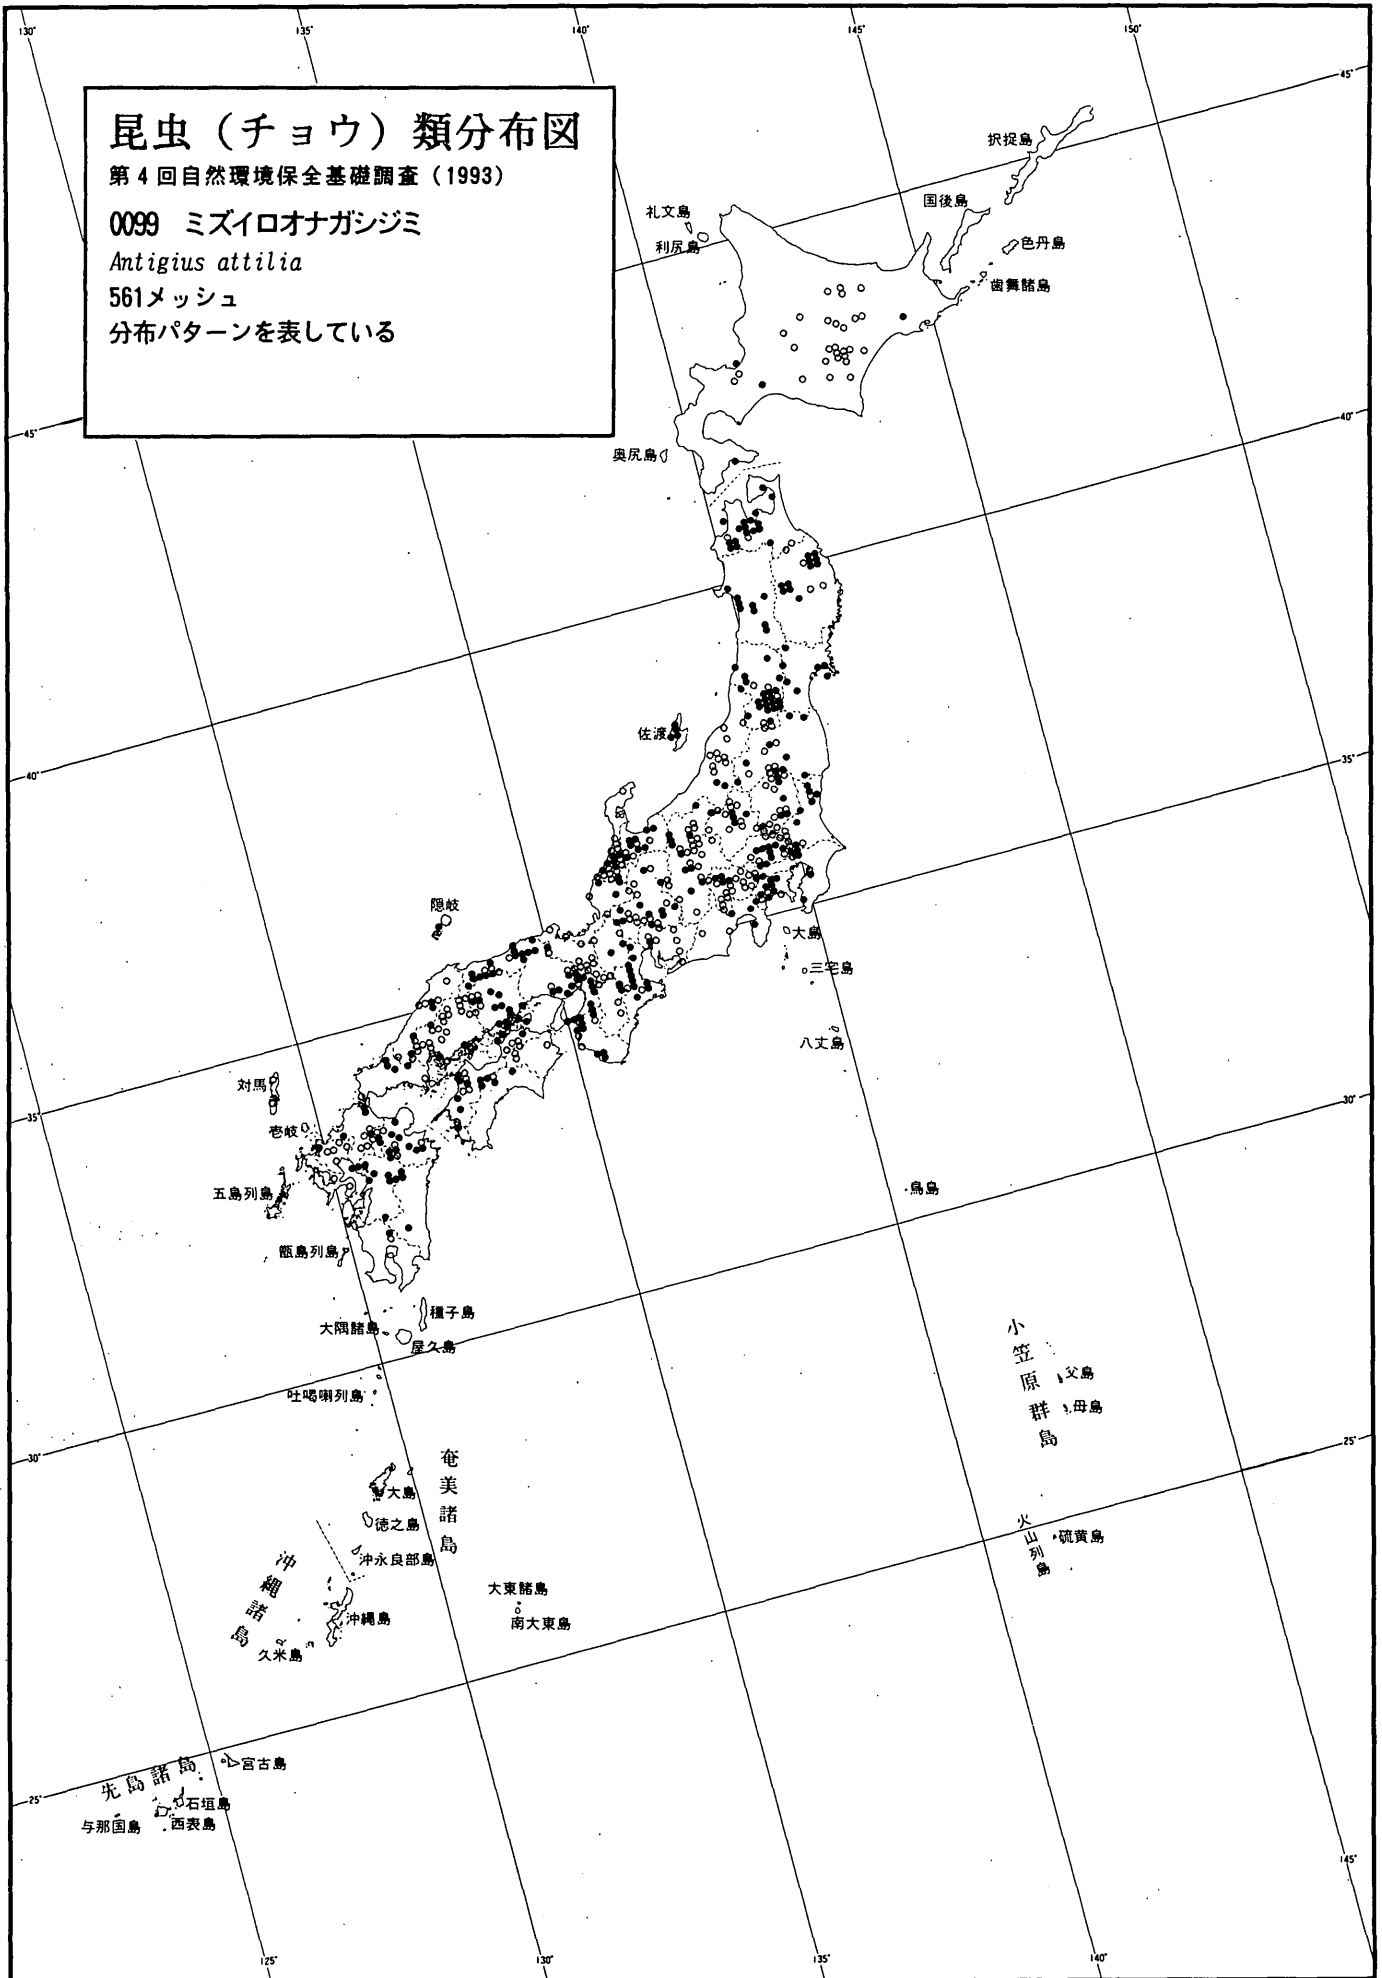 130°
135°
140°
145°
150°
45°
昆虫（チョウ）類分布図
第4回自然環境保全基礎調査（1993）
0099 ミズイロオナガシジミ
Antigius attilia
561メッシュ
分布パターンを表している
択捉島
国後島
色丹島
歯舞諸島
礼文島
利尻島
奥尻島
45°
40°
佐渡
40°
35°
隠岐
大島
三宅島
八丈島
対馬
壱岐
35°
30°
五島列島
鳥島
甑島列島
種子島
大隅諸島
屋久島
吐喝喇列島
小笠原群島
父島
母島
30°
25°
奄美諸島
大島
徳之島
沖永良部島
火山列島
硫黄島
沖縄諸島
沖縄島
久米島
大東諸島
南大東島
先島諸島
宮古島
石垣島
西表島
与那国島
25°
125°
130°
135°
140°
145°